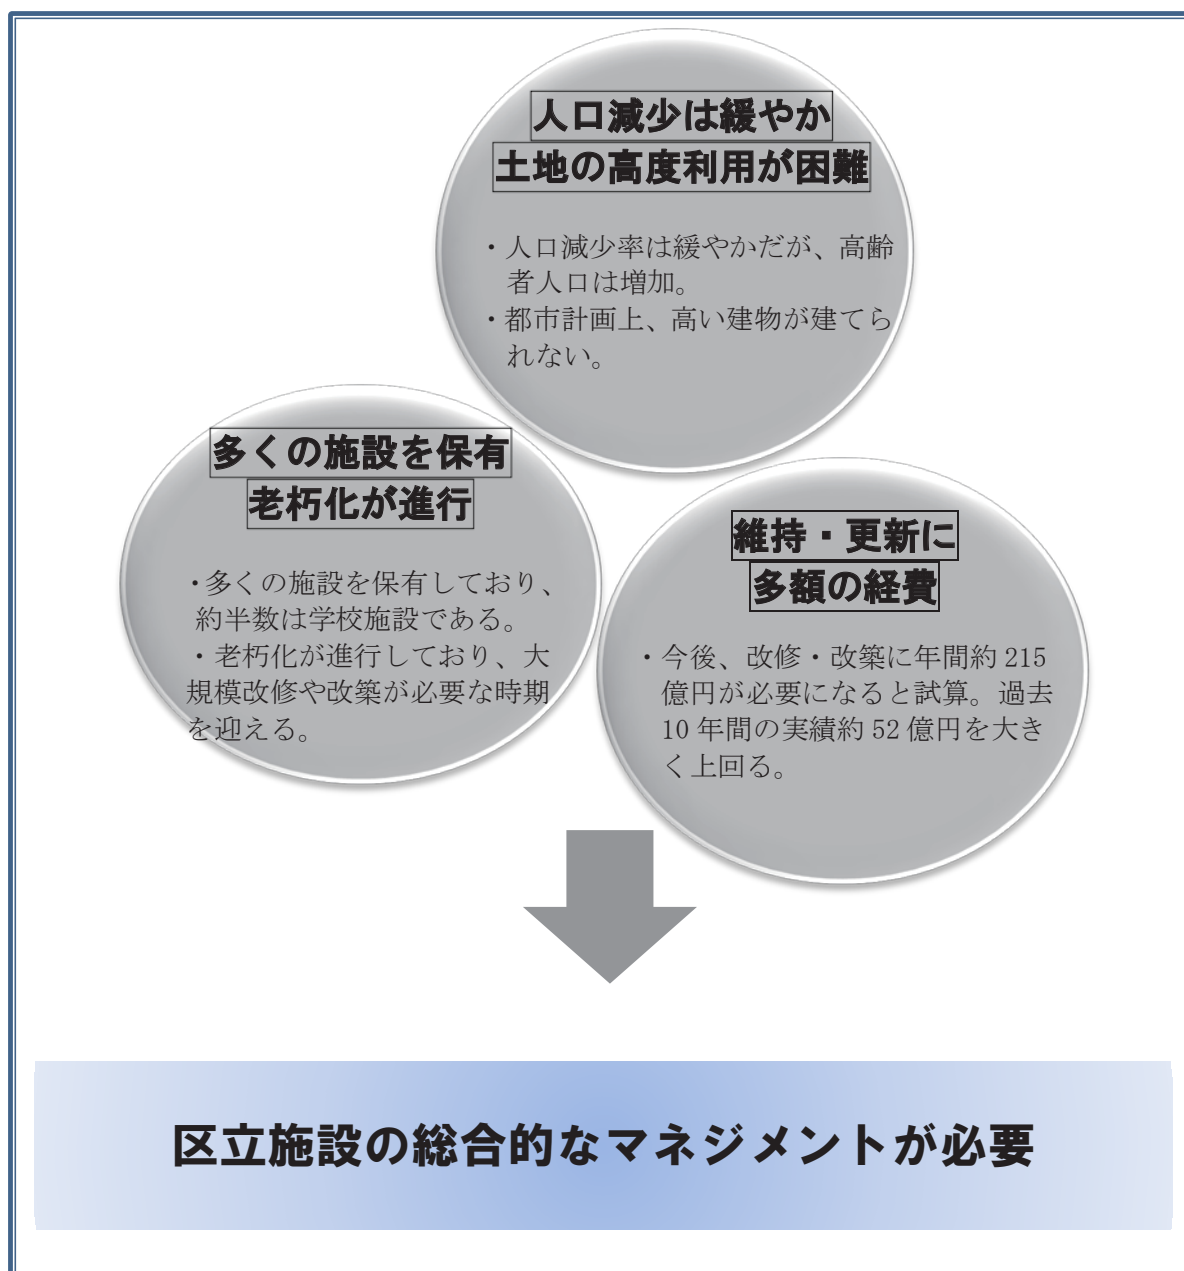 人口減少は緩やか
土地の高度利用が困難
・人口減少率は緩やかだが、高齢
者人口は増加。
・都市計画上、高い建物が建てら
れない。
多くの施設を保有
老朽化が進行
・多くの施設を保有しており、
約半数は学校施設である。
・老朽化が進行しており、大
規模改修や改築が必要な時期
を迎える。
維持・更新に
多額の経費
・今後、改修・改築に年間約 215
億円が必要になると試算。過去
10 年間の実績約 52 億円を大き
く上回る。
区立施設の総合的なマネジメントが必要